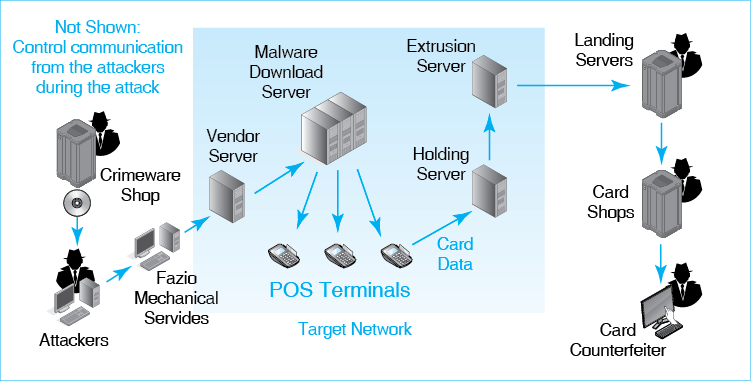 Not Shown:
Control communication
from the attackers
during the attack
Crimeware
Shop
Attackers
Fazio
Mechanical
Servides
Vendor
Server
Malware
Download
Server
POS Terminals
Card
Data
Holding
Server
Extrusion
Server
Target Network
Landing
Servers
Card
Shops
Card
Counterfeiter